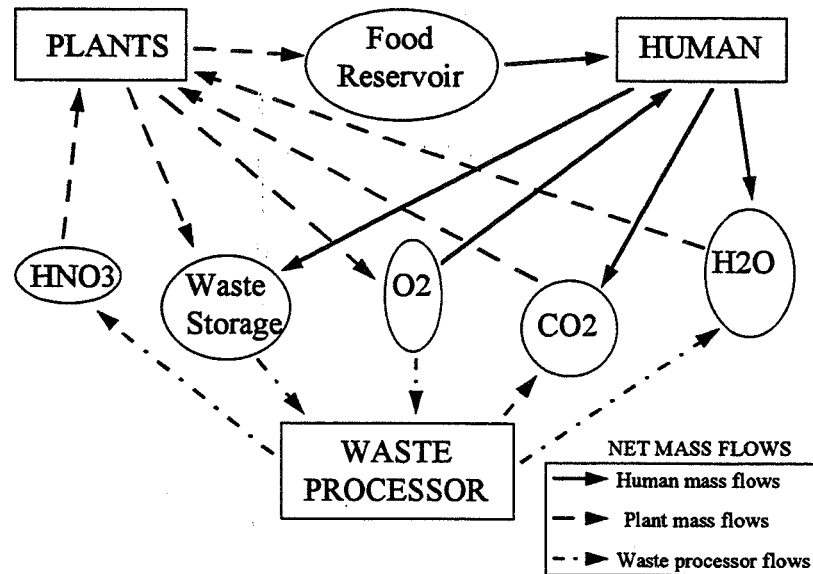 PLANTS
Food
Reservoir
HUMAN
HNO3
Waste
Storage
O2
CO2
H2O
WASTE
PROCESSOR
NET MASS FLOWS
Human mass flows
Plant mass flows
Waste processor flows